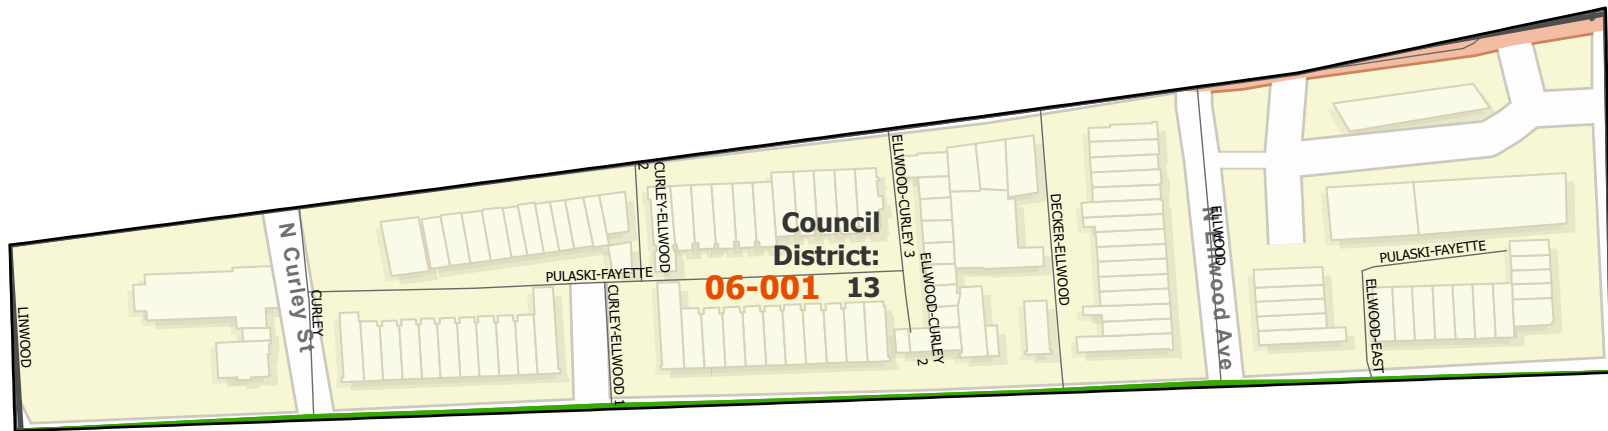 LINWOOD
N Curley St
CURLEY
PULASKI-FAYETTE
CURLEY-ELLWOOD
2
CURLEY-ELLWOOD 1
Council
District:
06-001 13
ELLWOOD-CURLEY 3
ELLWOOD-CURLEY
2
DECKER-ELLWOOD
N Ellwood Ave
ELLWOOD
PULASKI-FAYETTE
ELLWOOD-EAST